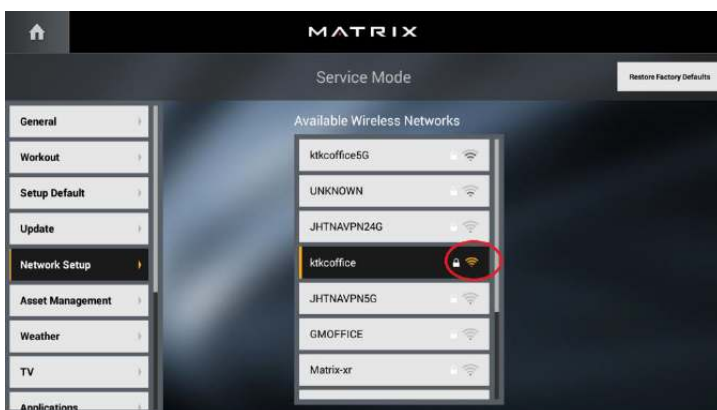 MATRIX
Service Mode
Restore Factory Defaults
General
Workout
Setup Default
Update
Network Setup
Asset Management
Weather
TV
Applications
Available Wireless Networks
ktkcoffice5G
UNKNOWN
JHTNAVPN24G
ktkcoffice
JHTNAVPN5G
GMOFFICE
Matrix-xr